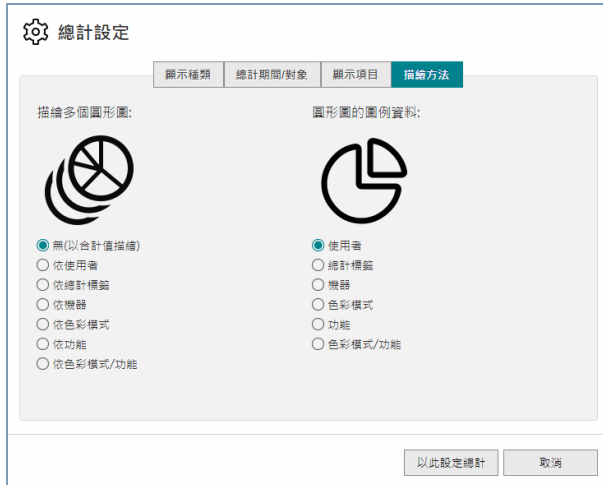 總計設定
顯示種類 總計期間/對象 顯示項目 描繪方法
描繪多個圓形圖:
無(以合計值描繪)
依使用者
依總計標籤
依機器
依色彩模式
依功能
依色彩模式/功能
圓形圖的圖例資料:
使用者
總計標籤
機器
色彩模式
功能
色彩模式/功能
以此設定總計 取消